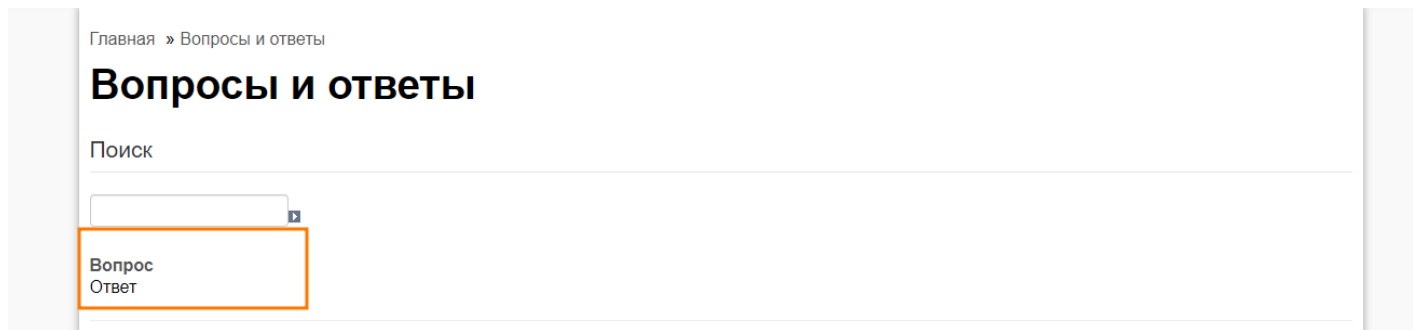 Главная » Вопросы и ответы
Вопросы и ответы
Поиск
Вопрос
Ответ